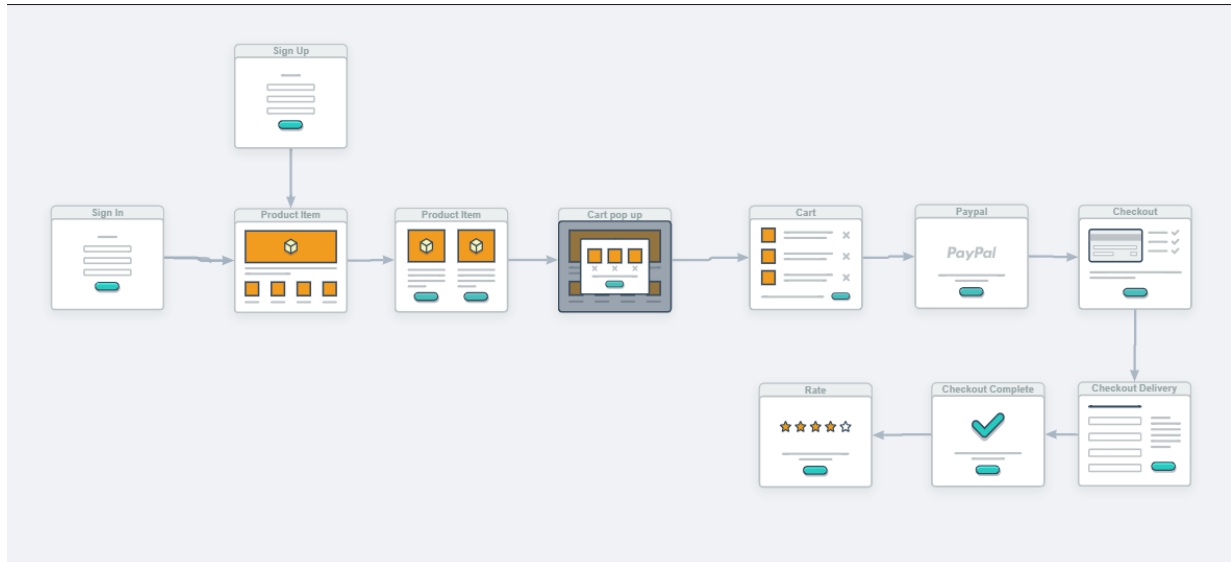 Sign Up
Sign In
Product Item
Product Item
Cart pop up
Cart
Paypal
PayPal
Checkout
Rate
Checkout Complete
Checkout Delivery